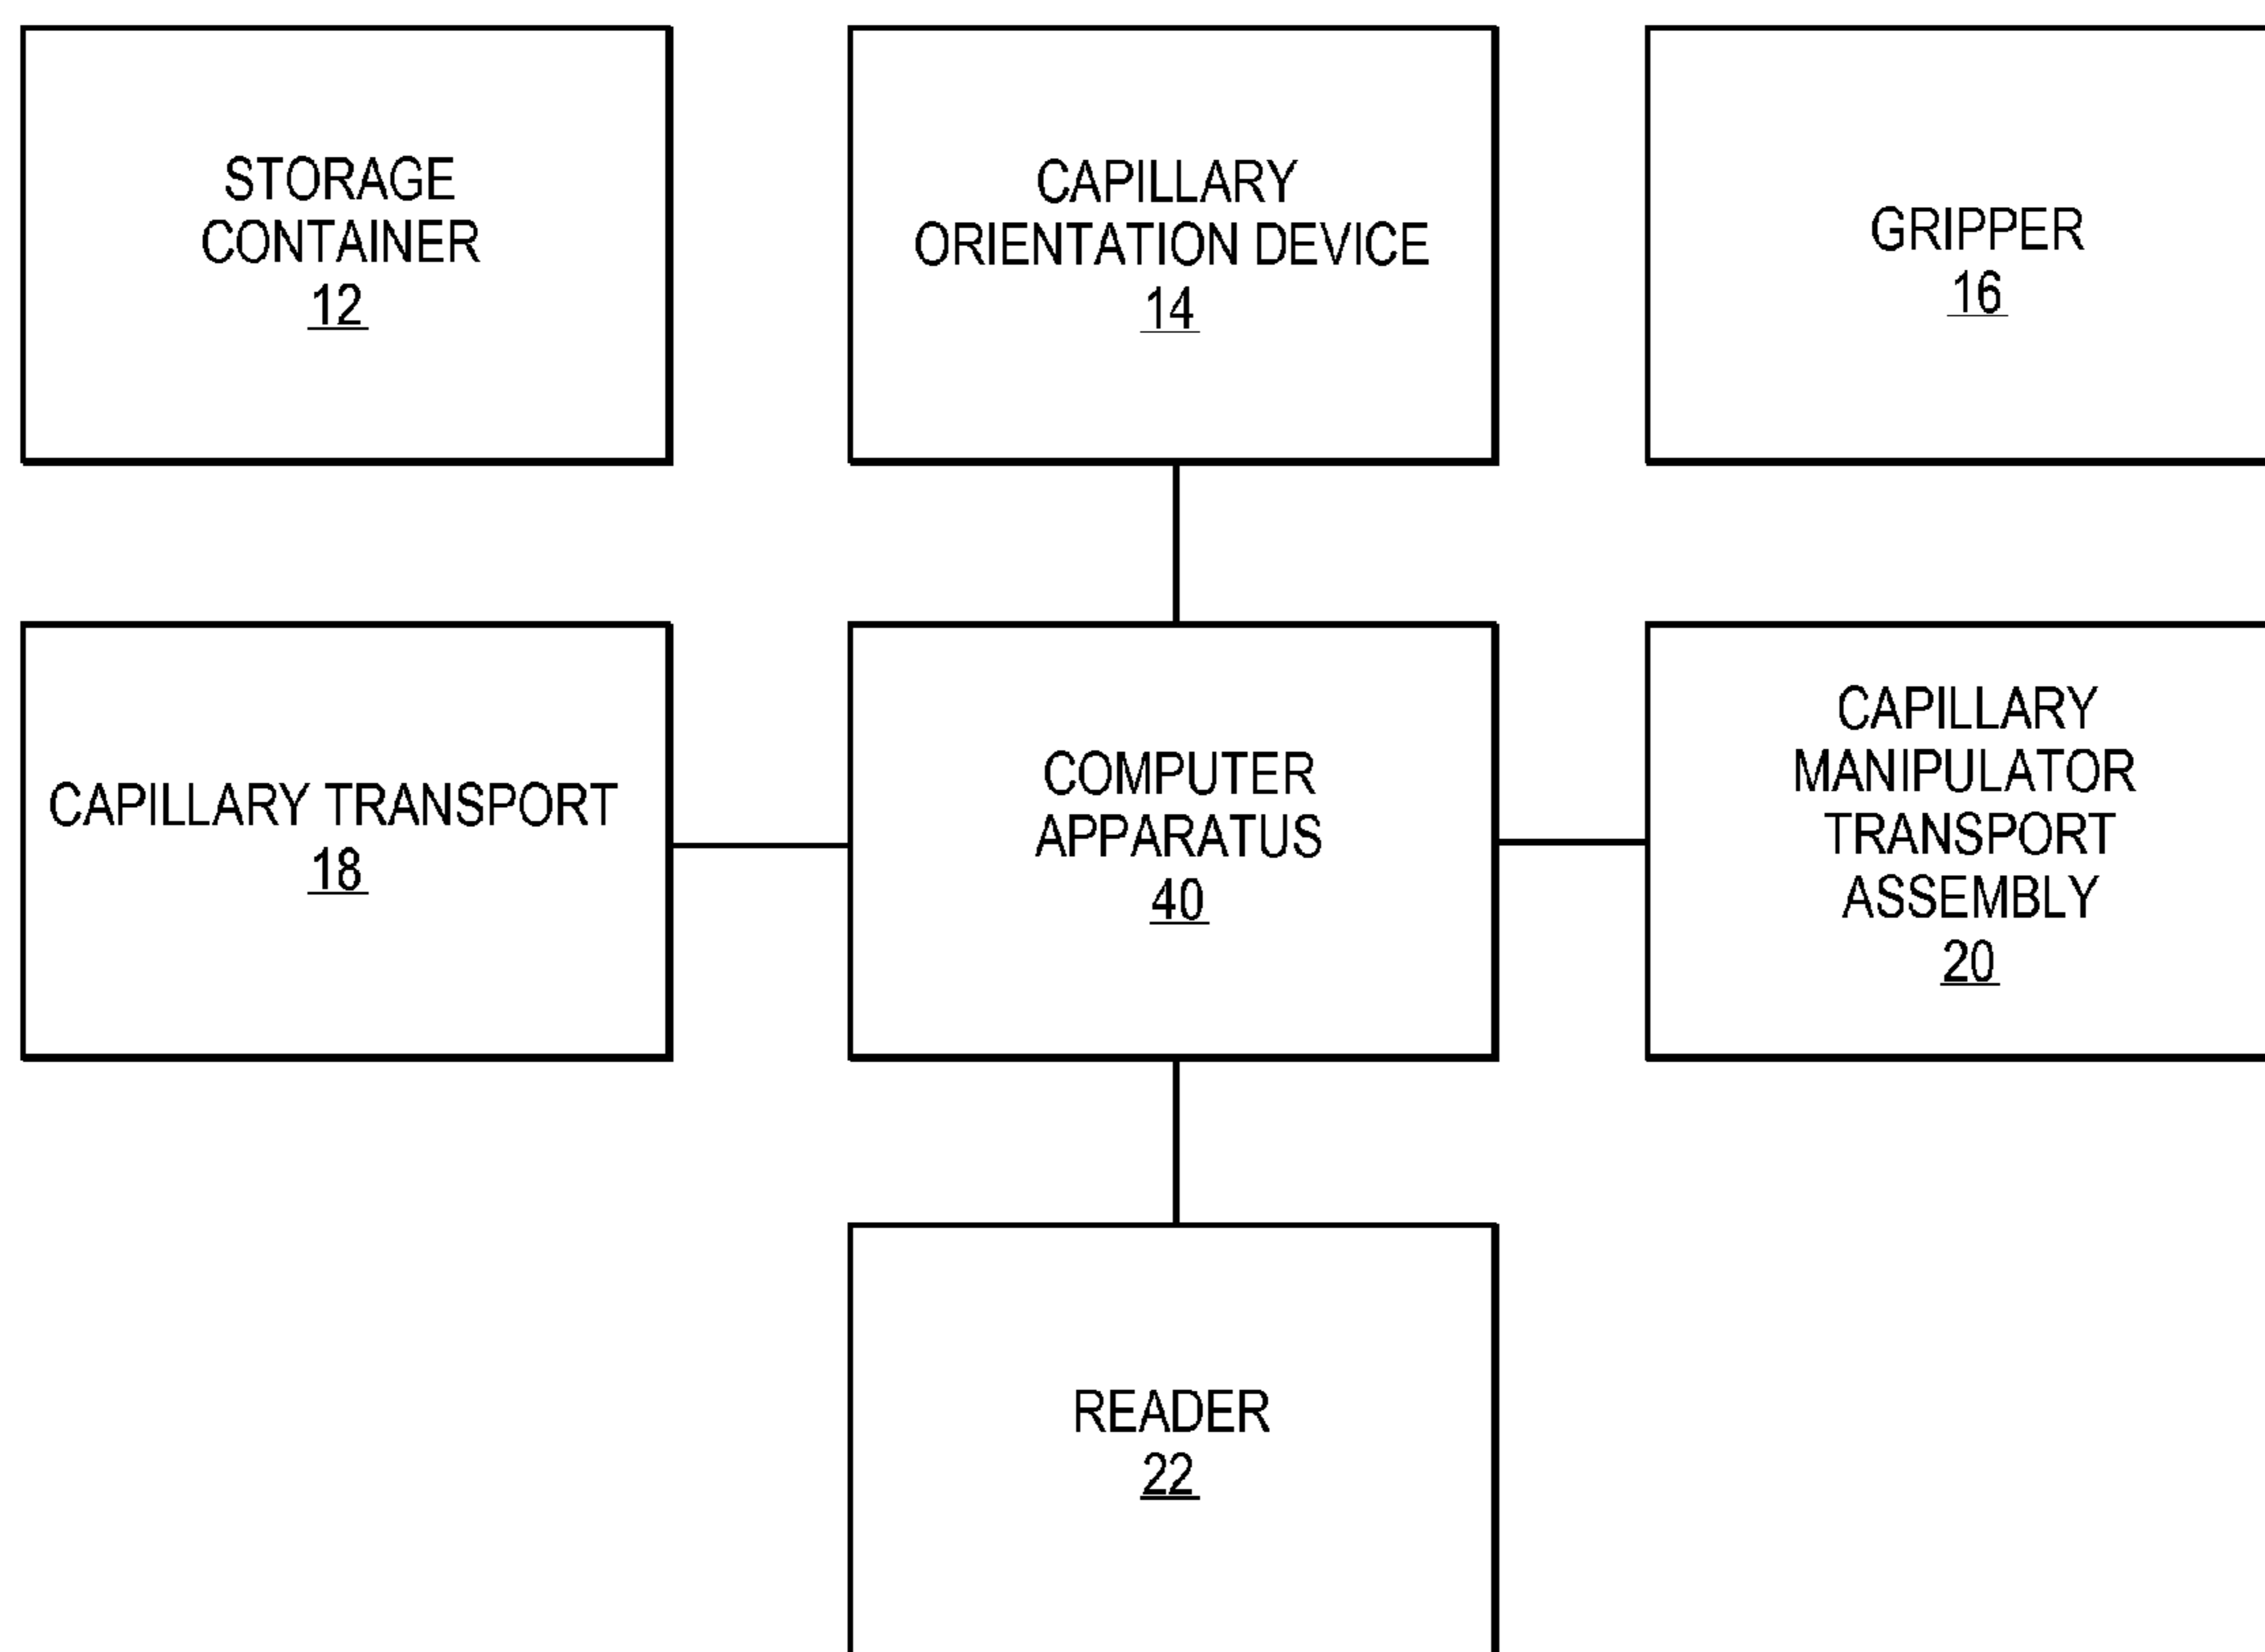 STORAGE
CONTAINER
12
CAPILLARY
ORIENTATION DEVICE
14
GRIPPER
16
CAPILLARY TRANSPORT
18
COMPUTER
APPARATUS
40
CAPILLARY
MANIPULATOR
TRANSPORT
ASSEMBLY
20
READER
22